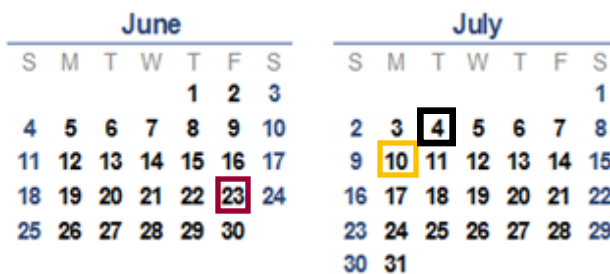 June
S M T W T F S
1 2 3
4 5 6 7 8 9 10
11 12 13 14 15 16 17
18 19 20 21 22 23 24
25 26 27 28 29 30
July
S M T W T F S
1
2 3 4 5 6 7 8
9 10 11 12 13 14 15
16 17 18 19 20 21 22
23 24 25 26 27 28 29
30 31